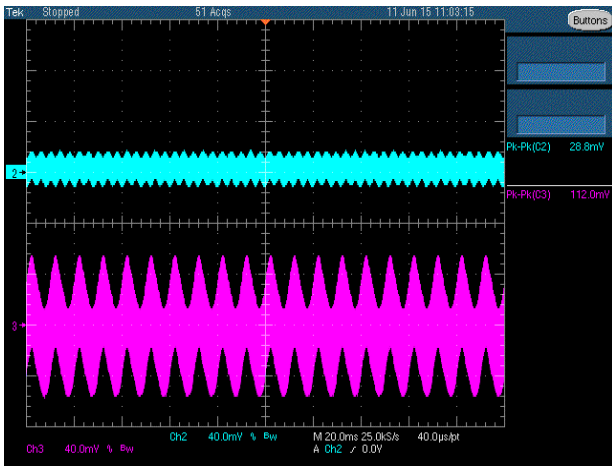 Tek Stopped 51 Acqs 11 Jun 15 11:03:15
Buttons
Pk-Pk(C2) 28.8mV
2
Pk-Pk(C3) 112.0mV
3
Ch2 40.0mV % Bw M 20.0ms 25.0kS/s 40.0µs/pt
Ch3 40.0mV % Bw A Ch2 / 0.0V